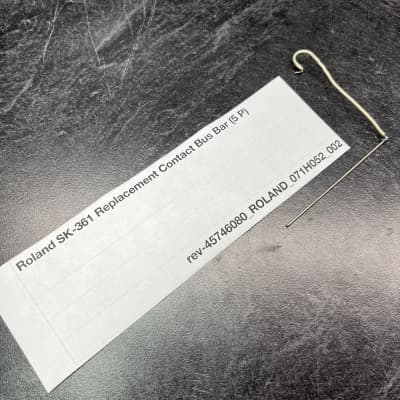 Roland SK-361 Replacement Contact Bus Bar (5 P)
rev-45746080_ROLAND_071H052_002